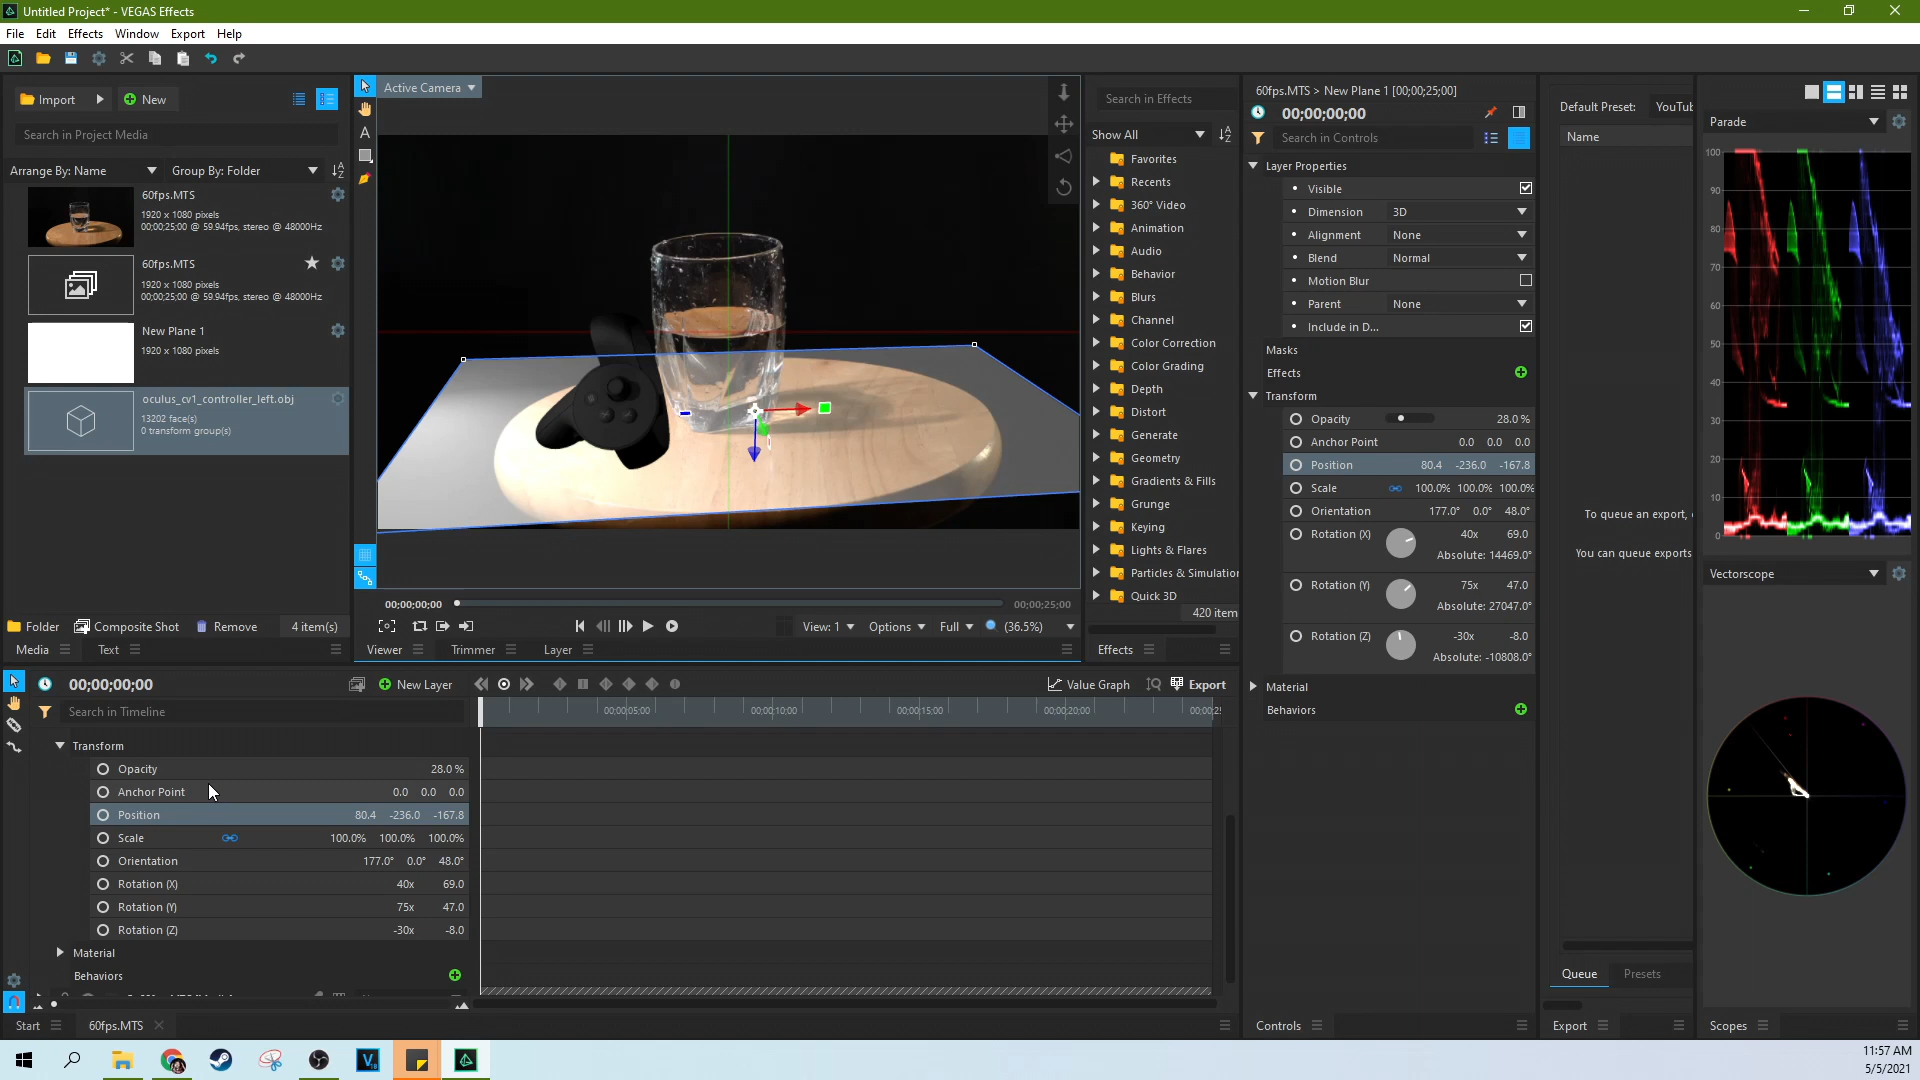 Untitled Project* - VEGAS Effects
File Edit Effects Window Export Help
Import New
Search in Project Media
Arrange By: Name Group By: Folder
60fps.MTS
1920 x 1080 pixels
00;00;25;00 @ 59.94fps, stereo @ 48000Hz
60fps.MTS
1920 x 1080 pixels
00;00;25;00 @ 59.94fps, stereo @ 48000Hz
New Plane 1
1920 x 1080 pixels
oculus_cv1_controller_left.obj
13202 face(s)
0 transform group(s)
Folder Composite Shot Remove 4 item(s)
Media Text
Active Camera
00;00;00;00 00;00;25;00
View: 1 Options Full (36.5%)
Viewer Trimmer Layer
Search in Effects
Show All
Favorites
Recents
360° Video
Animation
Audio
Behavior
Blurs
Channel
Color Correction
Color Grading
Depth
Distort
Generate
Geometry
Gradients & Fills
Grunge
Keying
Lights & Flares
Particles & Simulation
Quick 3D
420 item
Effects
60fps.MTS > New Plane 1 [00;00;25;00]
00;00;00;00
Search in Controls
Layer Properties
Visible
Dimension 3D
Alignment None
Blend Normal
Motion Blur
Parent None
Include in D...
Masks
Effects
Transform
Opacity 28.0 %
Anchor Point 0.0 0.0 0.0
Position 80.4 -236.0 -167.8
Scale 100.0% 100.0% 100.0%
Orientation 177.0° 0.0° 48.0°
Rotation (X) 40x 69.0
Absolute: 14469.0°
Rotation (Y) 75x 47.0
Absolute: 27047.0°
Rotation (Z) -30x -8.0
Absolute: -10808.0°
Material
Behaviors
Controls
Default Preset: YouTub
Name
To queue an export,
You can queue exports
Queue Presets
Export
Parade
100
90
80
70
60
50
40
30
20
10
0
Vectorscope
Scopes
00;00;00;00 New Layer Value Graph Export
Search in Timeline
00;00;05;00 00;00;10;00 00;00;15;00 00;00;20;00 00;00;2
Transform
Opacity 28.0 %
Anchor Point 0.0 0.0 0.0
Position 80.4 -236.0 -167.8
Scale 100.0% 100.0% 100.0%
Orientation 177.0° 0.0° 48.0°
Rotation (X) 40x 69.0
Rotation (Y) 75x 47.0
Rotation (Z) -30x -8.0
Material
Behaviors
Start 60fps.MTS
11:57 AM
5/5/2021